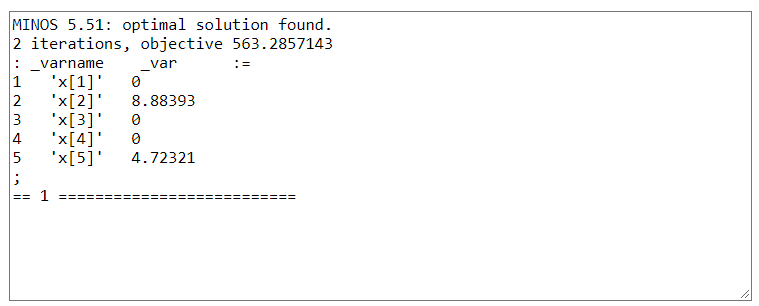 MINOS 5.51: optimal solution found.
2 iterations, objective 563.2857143
: _varname    _var      :=
1   'x[1]'   0
2   'x[2]'   8.88393
3   'x[3]'   0
4   'x[4]'   0
5   'x[5]'   4.72321
;
== 1 ==========================